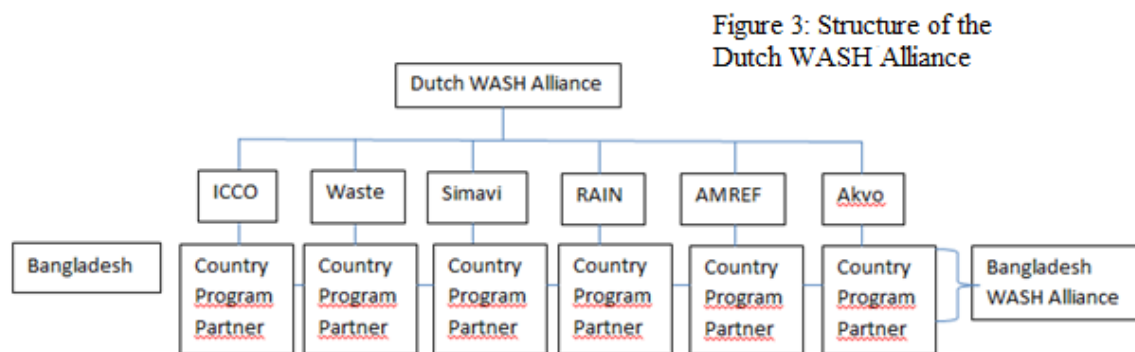 Figure 3: Structure of the
Dutch WASH Alliance
Dutch WASH Alliance
ICCO
Waste
Simavi
RAIN
AMREF
Akvo
Bangladesh
Country
Program
Partner
Country
Program
Partner
Country
Program
Partner
Country
Program
Partner
Country
Program
Partner
Country
Program
Partner
Bangladesh
WASH Alliance